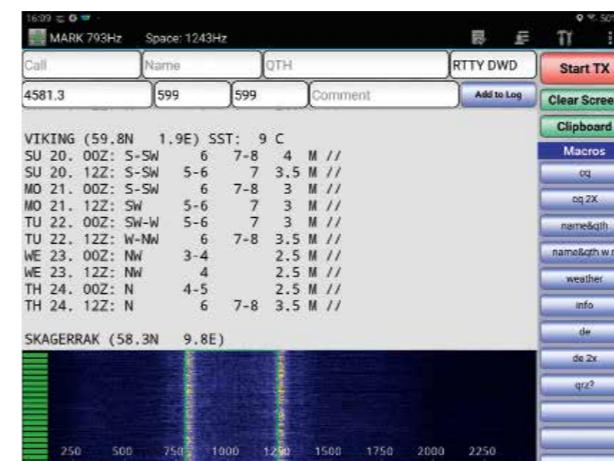 16:09
MARK 793Hz Space: 1243Hz
Call Name QTH RTTY DWD Start TX
4581.3 599 599 Comment Add to Log Clear Scree
Clipboard
Macros
VIKING (59.8N 1.9E) SST: 9 C
SU 20. 00Z: S-SW 6 7-8 4 M //
SU 20. 12Z: S-SW 5-6 7 3.5 M //
MO 21. 00Z: S-SW 6 7-8 3 M //
MO 21. 12Z: SW 5-6 7 3 M //
TU 22. 00Z: SW-W 5-6 7 3 M //
TU 22. 12Z: W-NW 6 7-8 3.5 M //
WE 23. 00Z: NW 3-4 2.5 M //
WE 23. 12Z: NW 4 2.5 M //
TH 24. 00Z: N 4-5 2.5 M //
TH 24. 12Z: N 6 7-8 3.5 M //
SKAGERRAK (58.3N 9.8E)
cq
cq 2X
name&qth
name&qth w r
weather
info
de
de 2x
qrz?
250 500 750 1000 1250 1500 1750 2000 2250